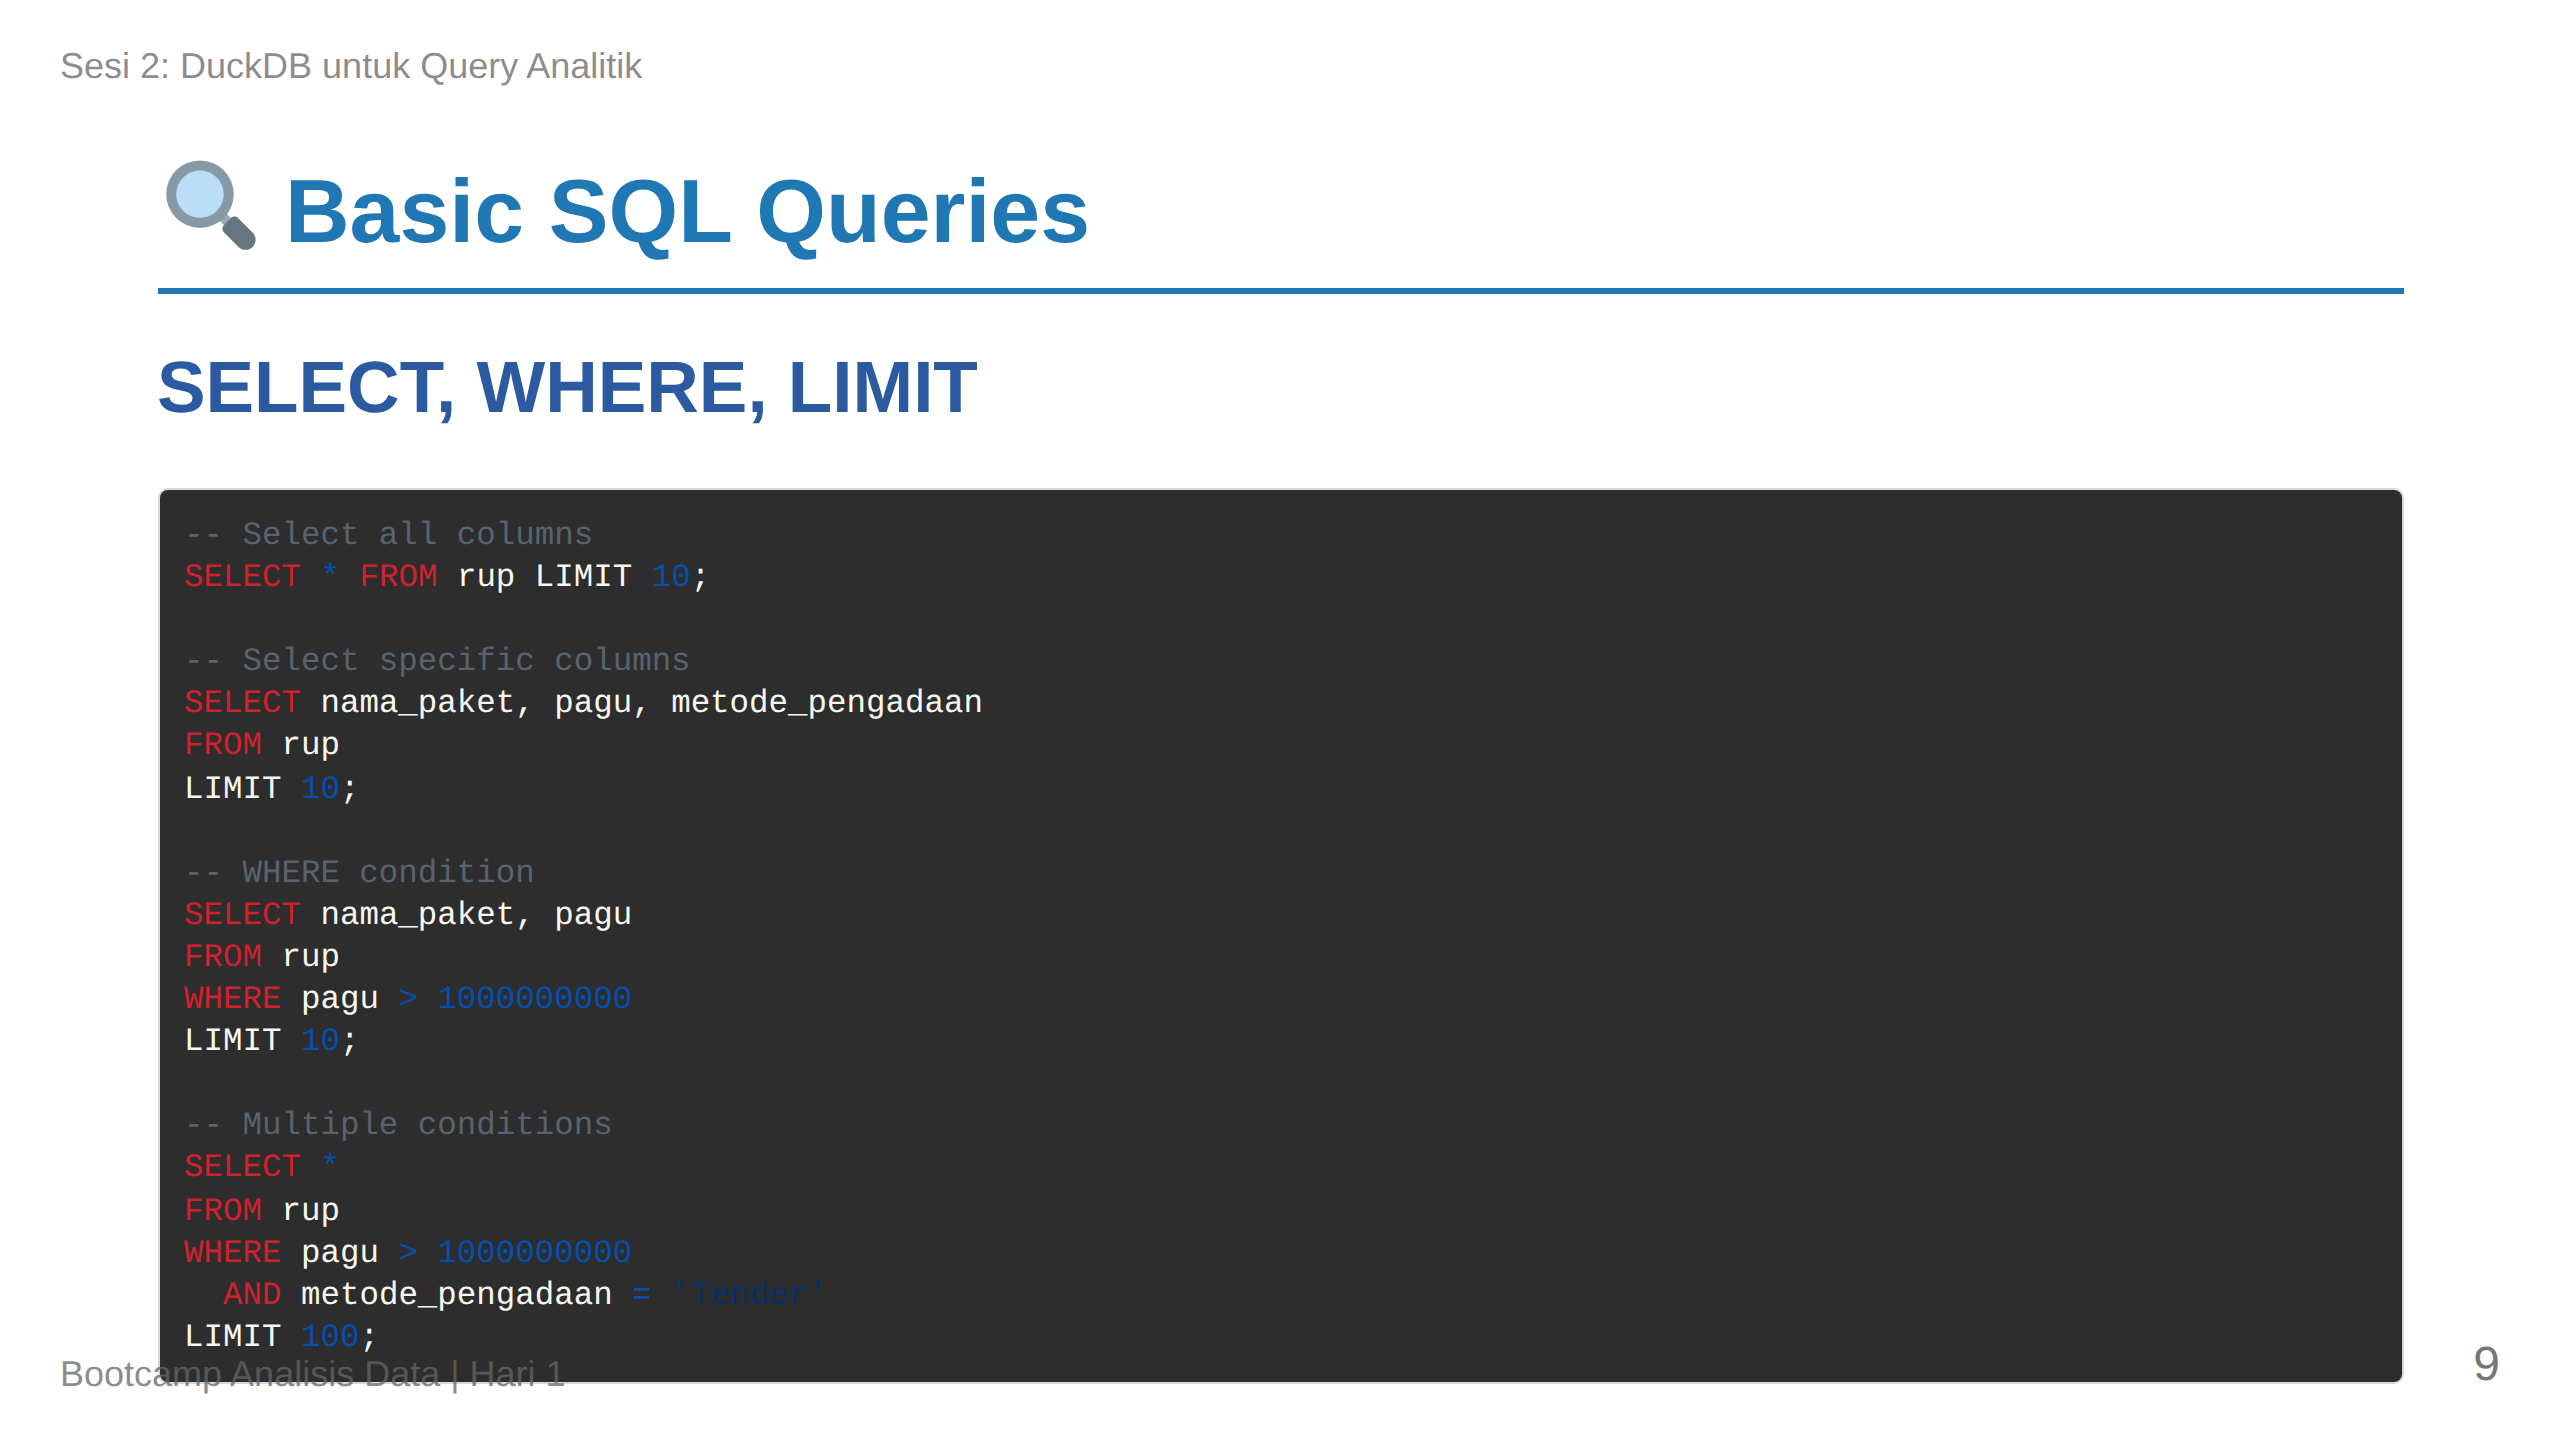 Sesi 2: DuckDB untuk Query Analitik
Basic SQL Queries
SELECT, WHERE, LIMIT
-- Select all columns
SELECT * FROM rup LIMIT 10;
-- Select specific columns
SELECT nama_paket, pagu, metode_pengadaan
FROM rup
LIMIT 10;
-- WHERE condition
SELECT nama_paket, pagu
FROM rup
WHERE pagu > 1000000000
LIMIT 10;
-- Multiple conditions
SELECT *
FROM rup
WHERE pagu > 1000000000
  AND metode_pengadaan = 'Tender'
LIMIT 100;
Bootcamp Analisis Data | Hari 1
9